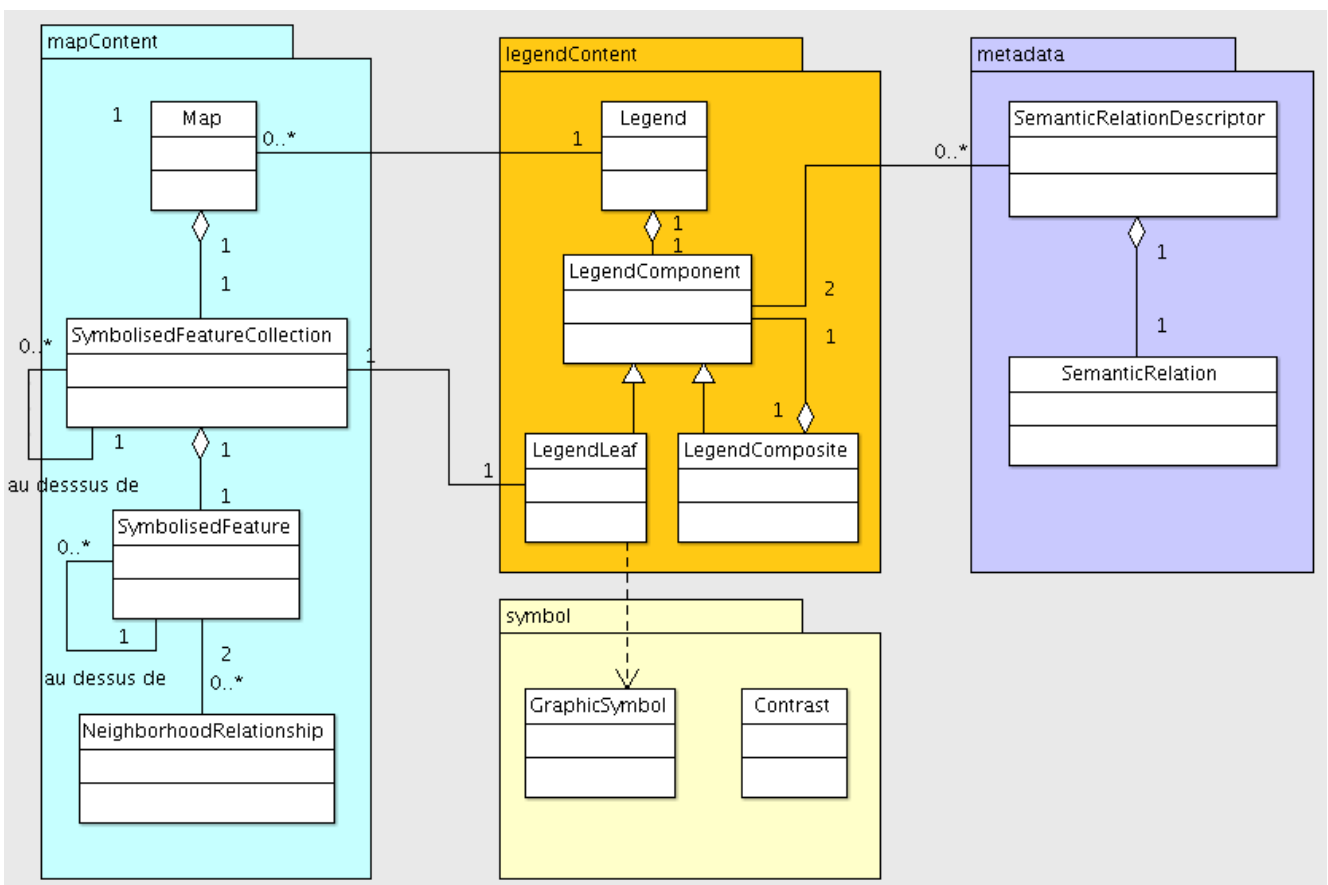 mapContent
1
Map
0..*
1
1
SymbolisedFeatureCollection
0..*
1
1
au desssus de
1
1
SymbolisedFeature
0..*
1
au dessus de
2
0..*
NeighborhoodRelationship
legendContent
Legend
1
1
1
LegendComponent
2
1
1
LegendLeaf
LegendComposite
1
symbol
GraphicSymbol
Contrast
metadata
SemanticRelationDescriptor
0..*
1
1
SemanticRelation